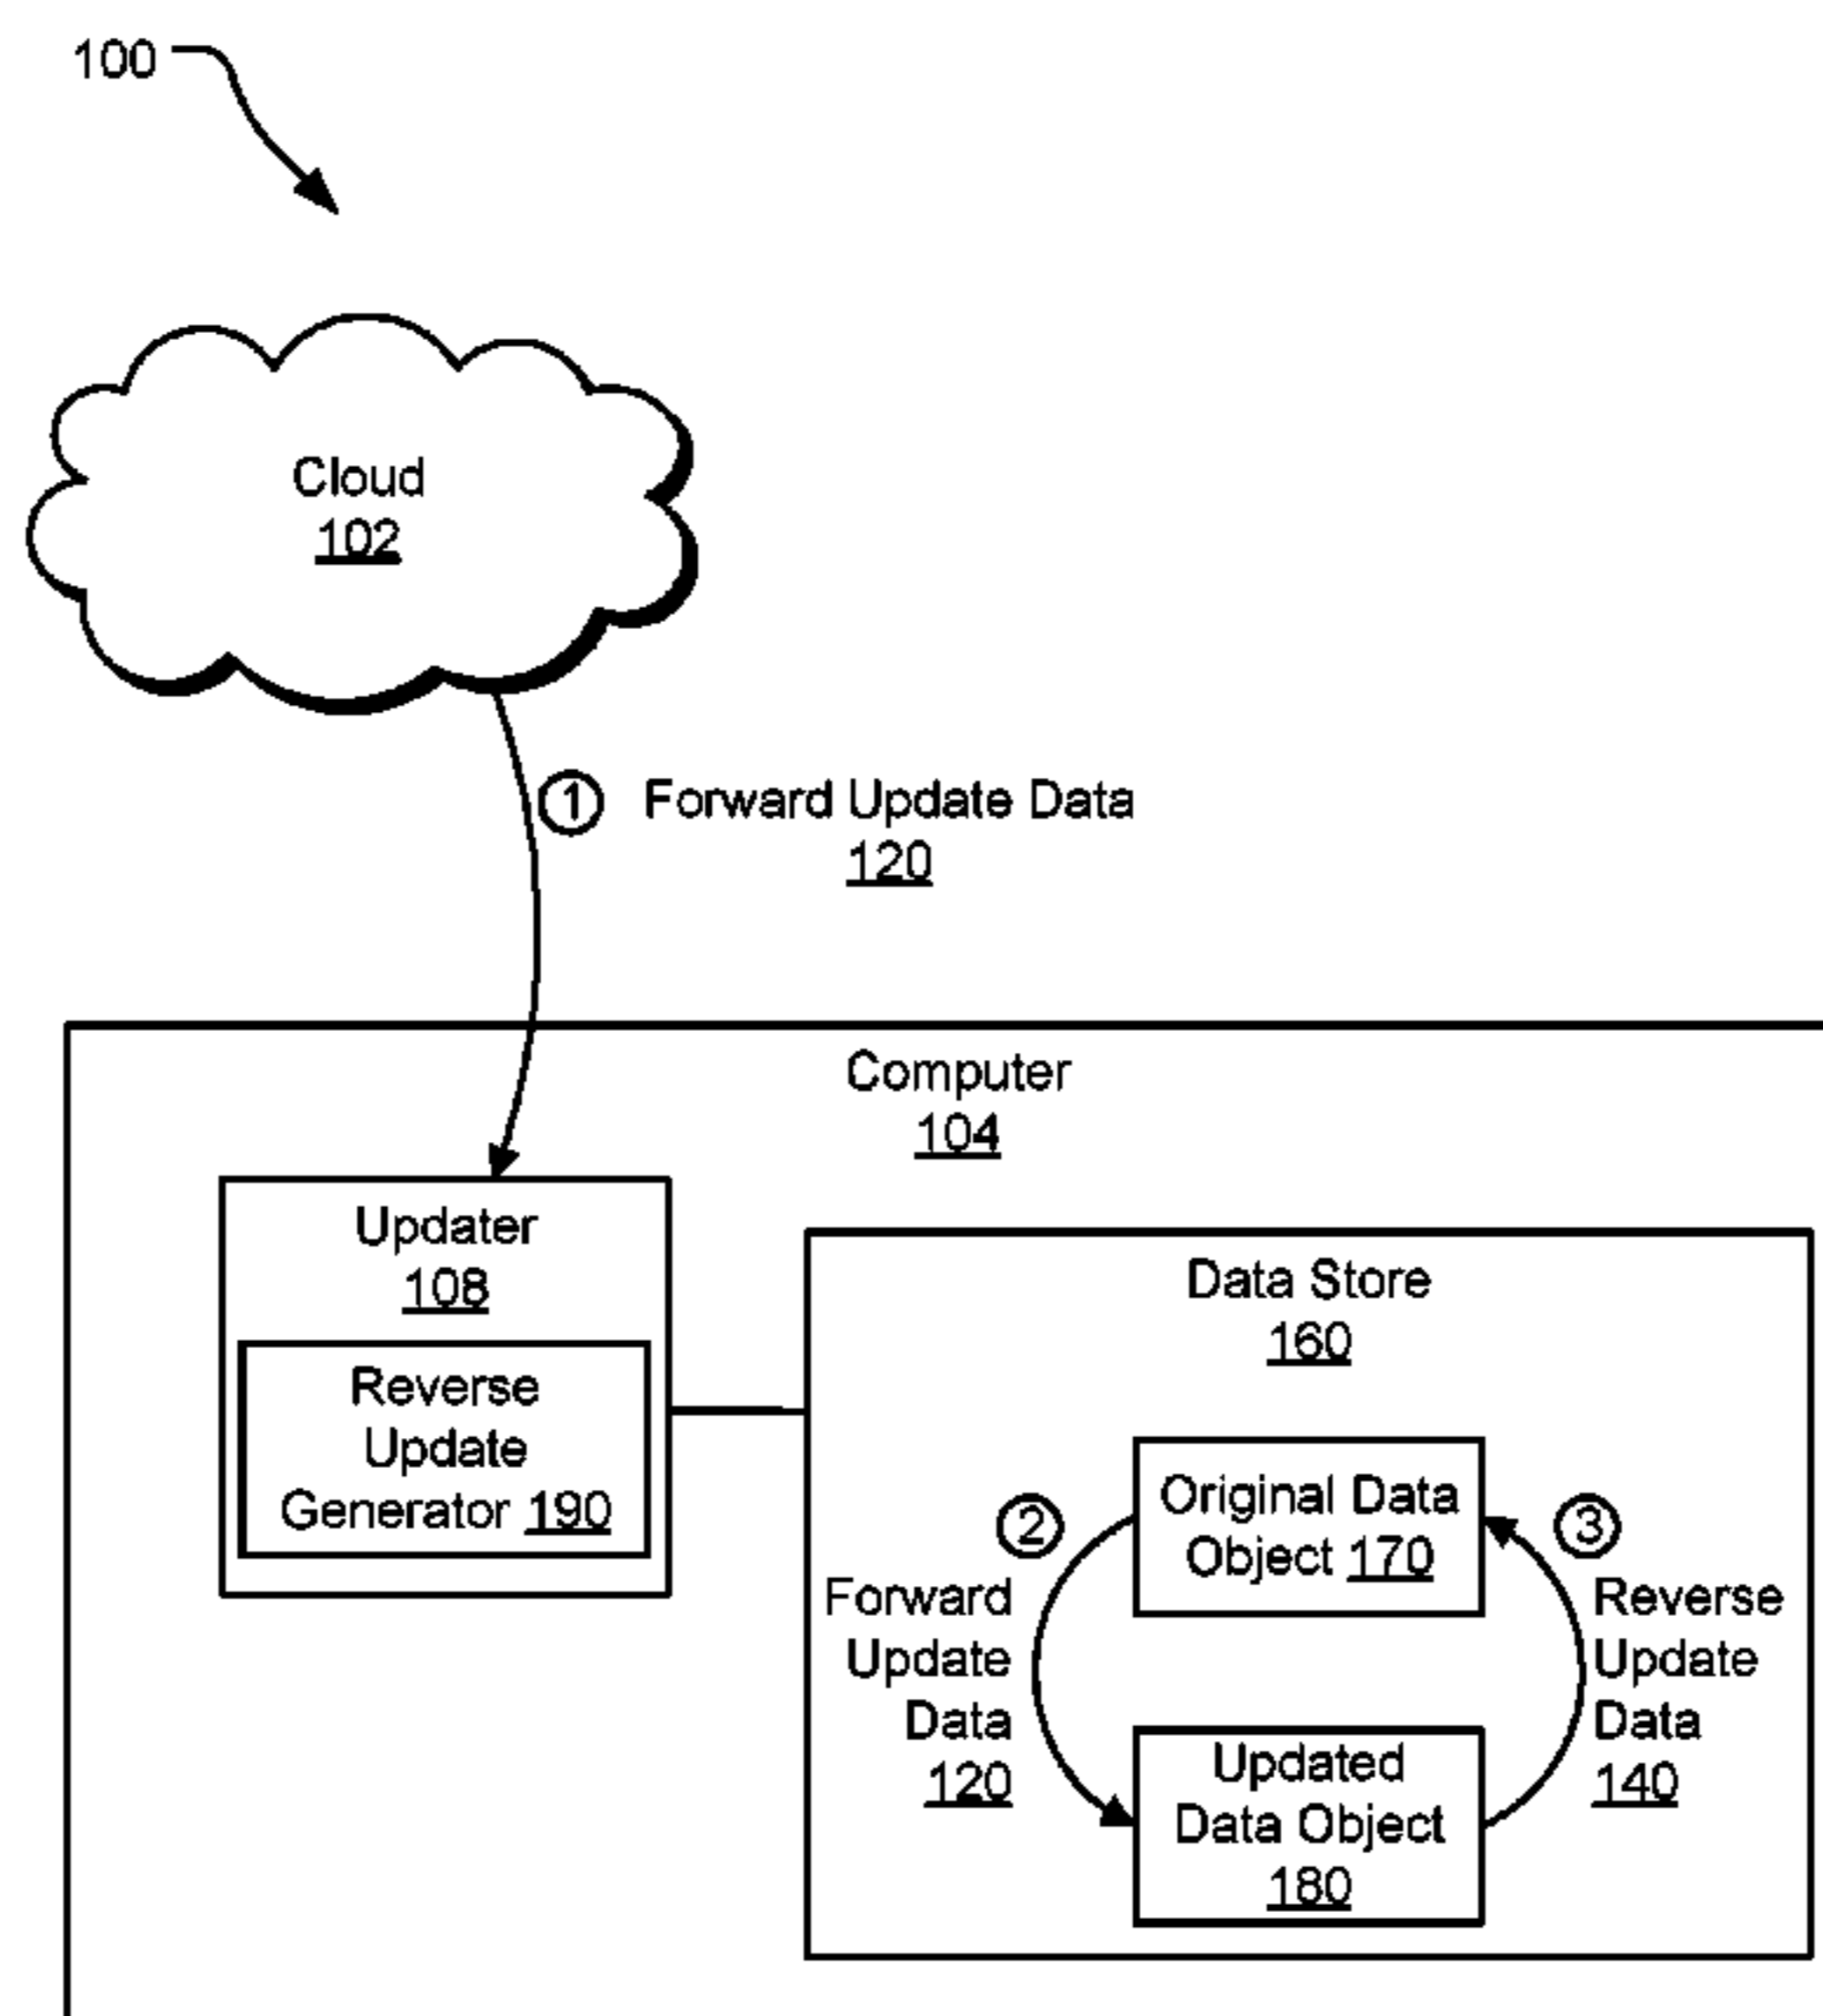 100
Cloud
102
1 Forward Update Data
120
Computer
104
Updater
108
Reverse
Update
Generator 190
Data Store
160
Original Data
Object 170
2
Forward
Update
Data
120
3
Reverse
Update
Data
140
Updated
Data Object
180